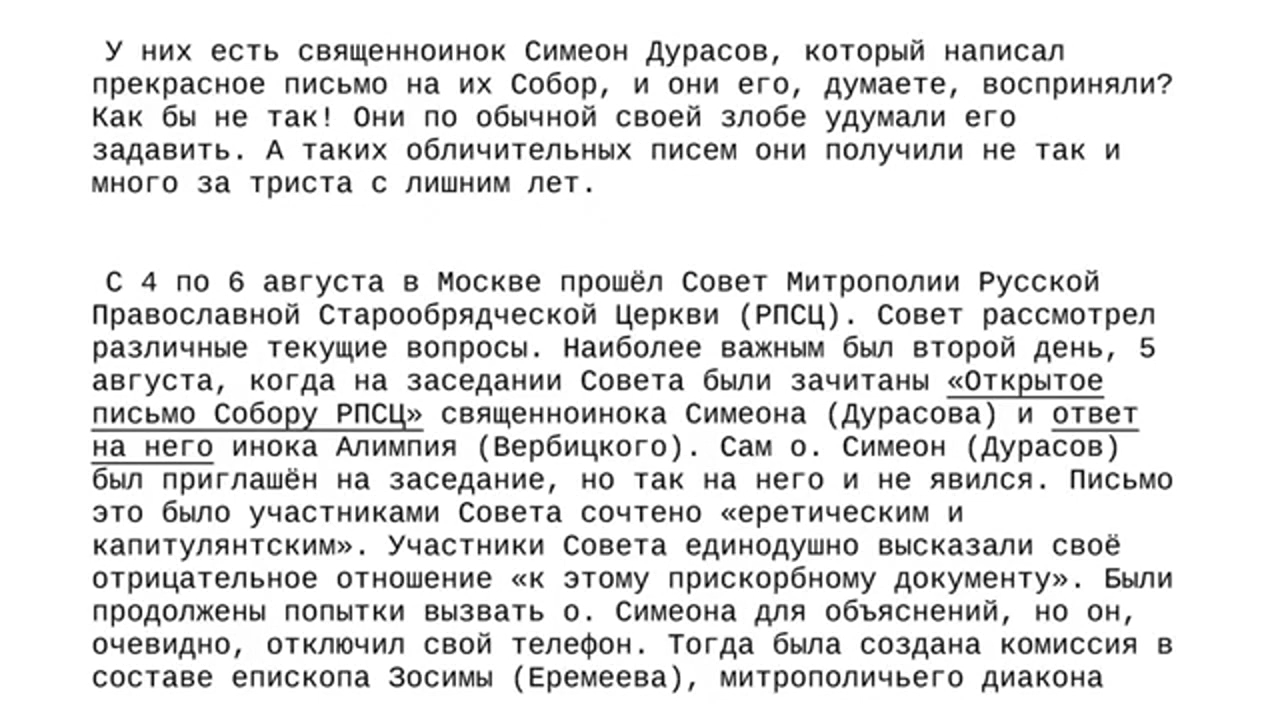 У них есть священноинок Симеон Дурасов, который написал
прекрасное письмо на их Собор, и они его, думаете, восприняли?
Как бы не так! Они по обычной своей злобе удумали его
задавить. А таких обличительных писем они получили не так и
много за триста с лишним лет.
С 4 по 6 августа в Москве прошёл Совет Митрополии Русской
Православной Старообрядческой Церкви (РПСЦ). Совет рассмотрел
различные текущие вопросы. Наиболее важным был второй день, 5
августа, когда на заседании Совета были зачитаны «Открытое
письмо Собору РПСЦ» священноинока Симеона (Дурасова) и ответ
на него инока Алимпия (Вербицкого). Сам о. Симеон (Дурасов)
был приглашён на заседание, но так на него и не явился. Письмо
это было участниками Совета сочтено «еретическим и
капитулянтским». Участники Совета единодушно высказали своё
отрицательное отношение «к этому прискорбному документу». Были
продолжены попытки вызвать о. Симеона для объяснений, но он,
очевидно, отключил свой телефон. Тогда была создана комиссия в
составе епископа Зосимы (Еремеева), митрополичьего диакона